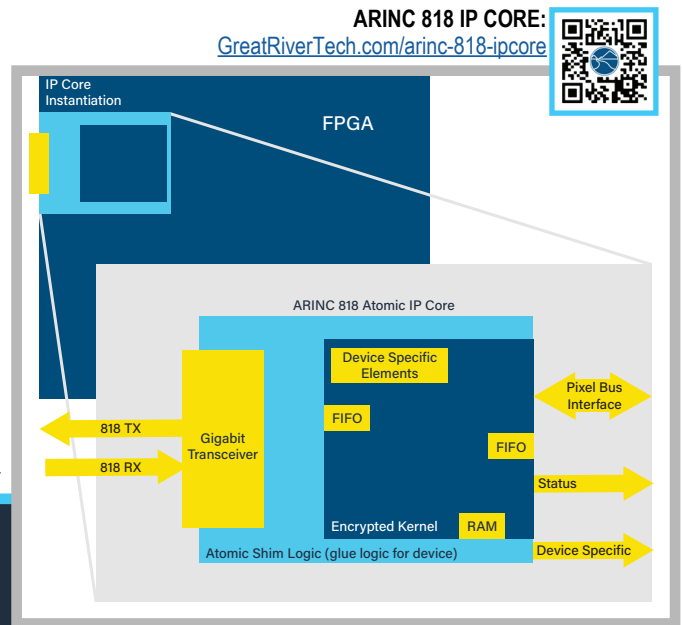 ARINC 818 IP CORE:
GreatRiverTech.com/arinc-818-ipcore
IP Core
Instantiation
FPGA
ARINC 818 Atomic IP Core
Device Specific
Elements
Pixel Bus
Interface
FIFO
818 TX
Gigabit
Transceiver
FIFO
818 RX
Status
Encrypted Kernel
RAM
Atomic Shim Logic (glue logic for device)
Device Specific